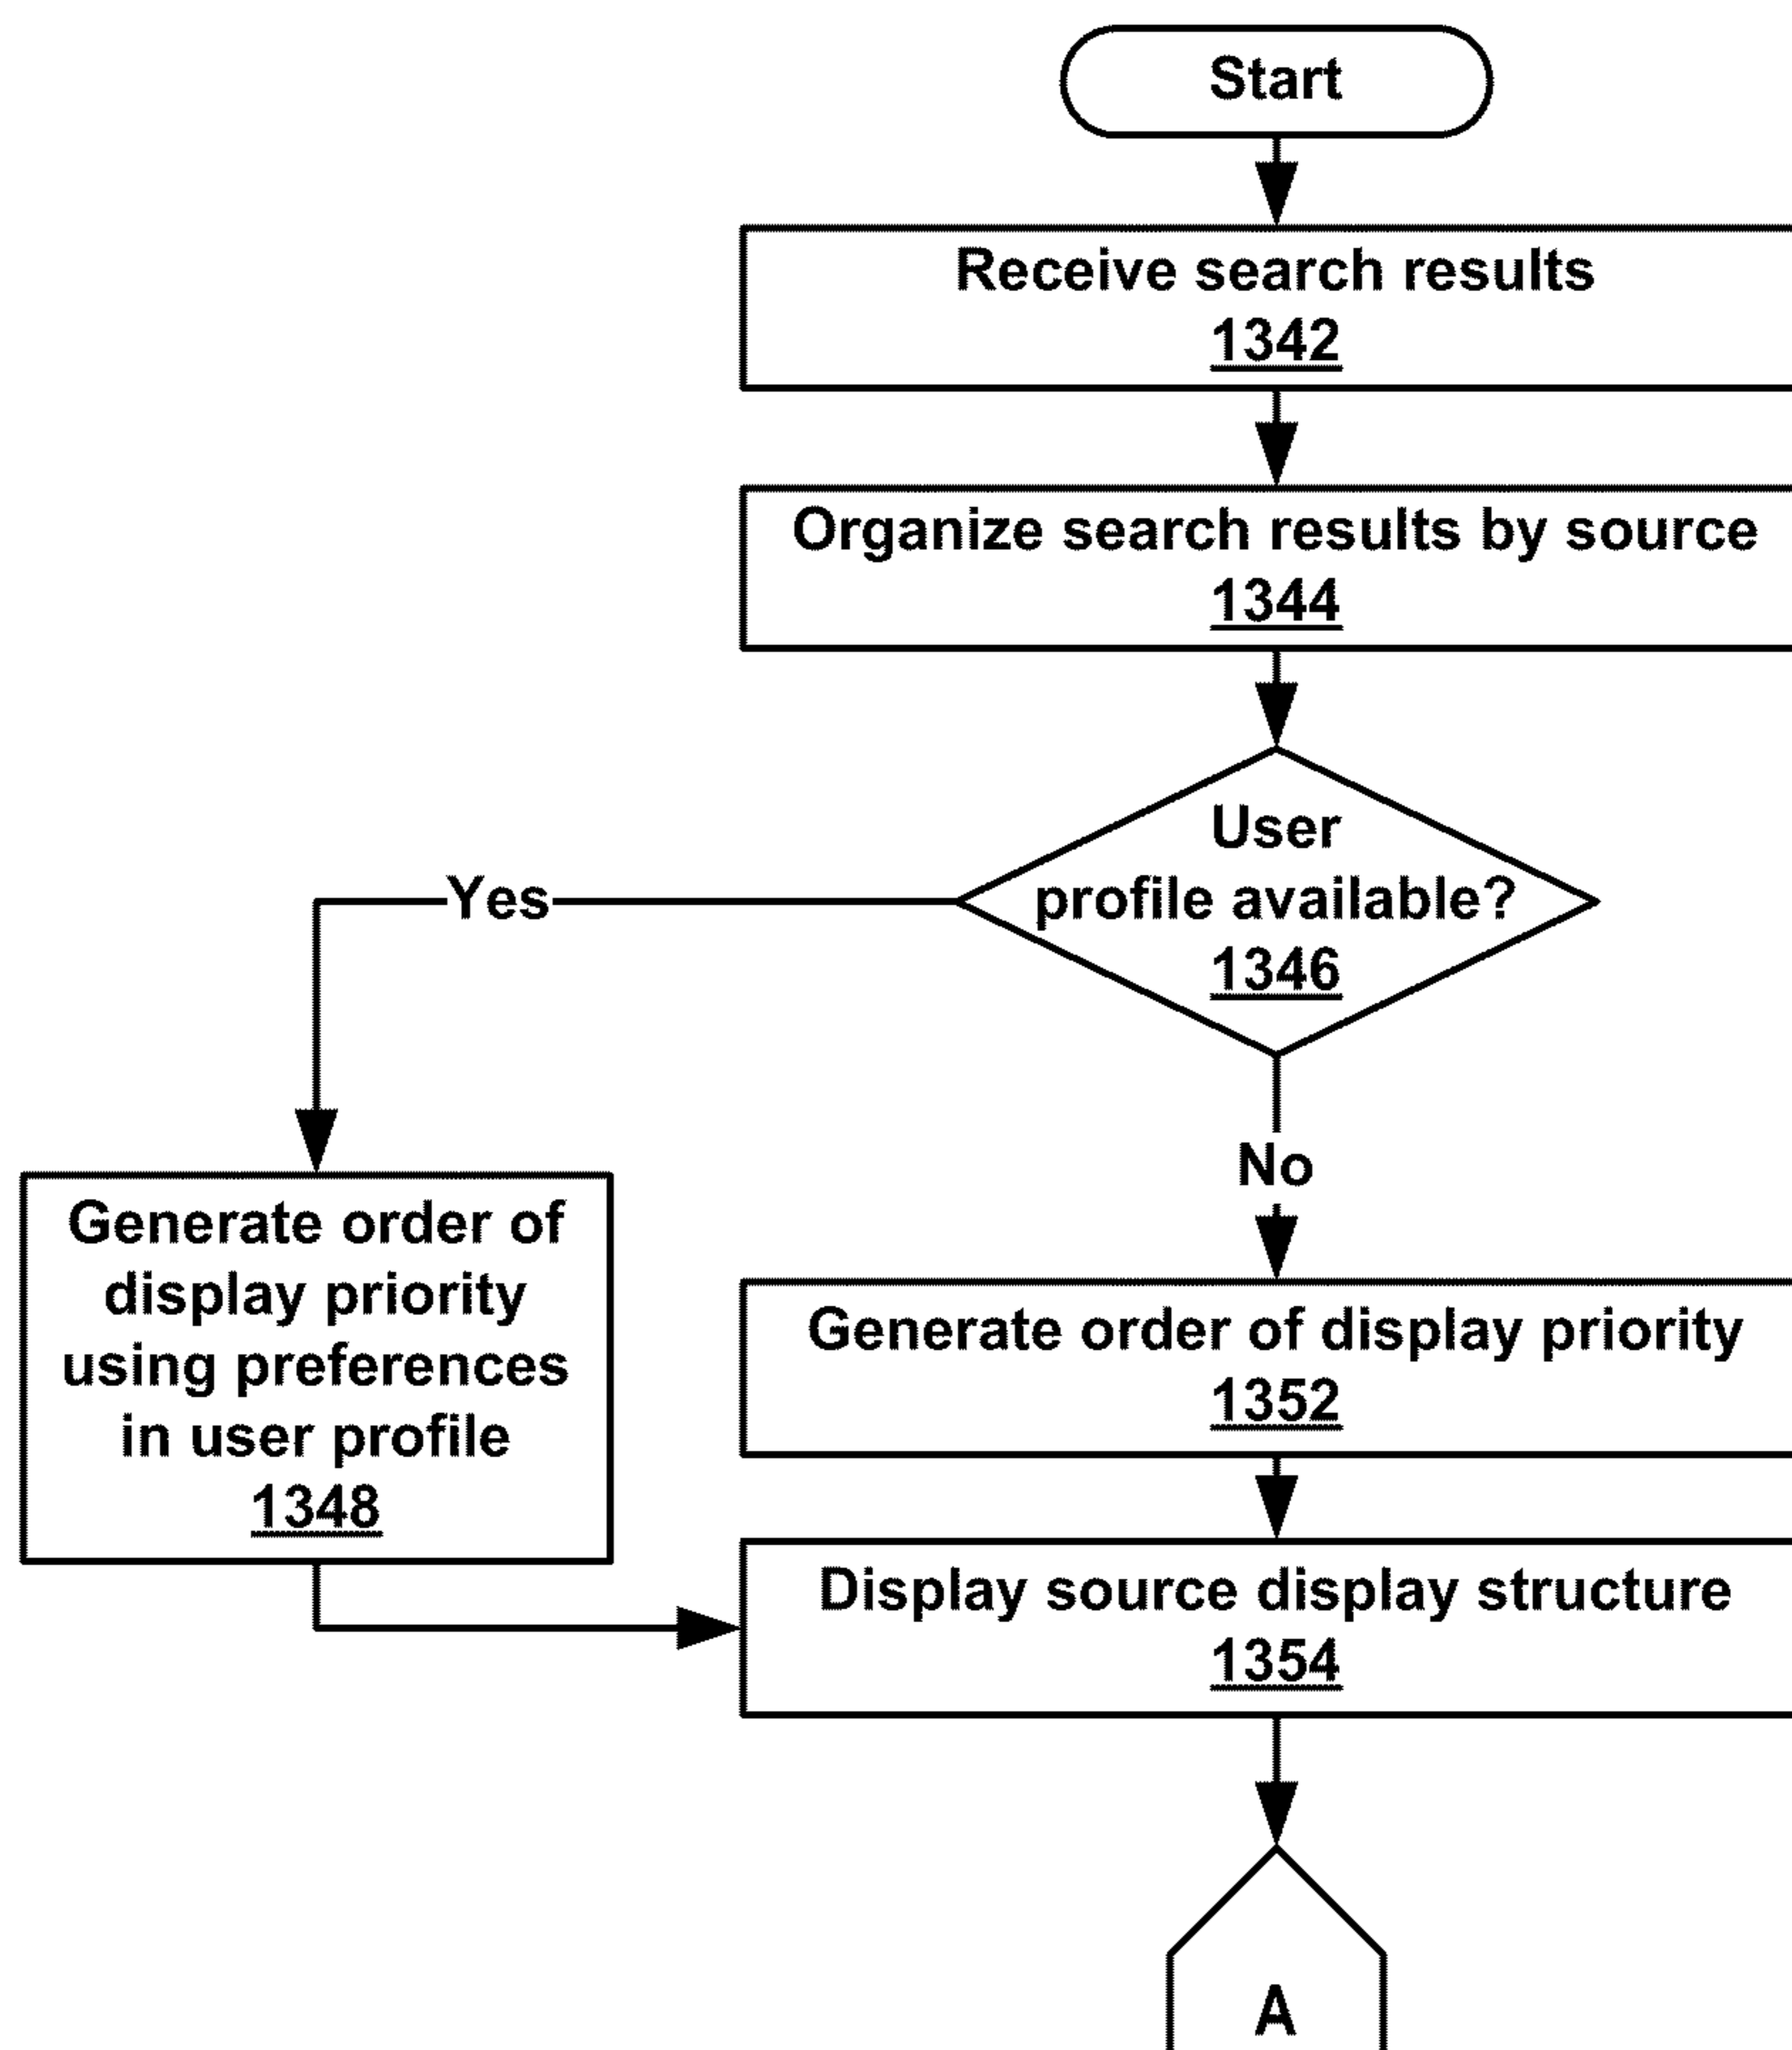 Start
Receive search results
1342
Organize search results by source
1344
User
profile available?
1346
Yes
No
Generate order of
display priority
using preferences
in user profile
1348
Generate order of display priority
1352
Display source display structure
1354
A